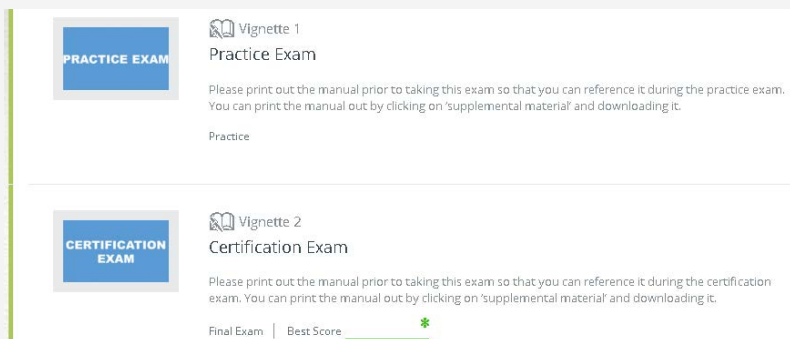 PRACTICE EXAM
Vignette 1
Practice Exam
Please print out the manual prior to taking this exam so that you can reference it during the practice exam.
You can print the manual out by clicking on 'supplemental material' and downloading it.
Practice
CERTIFICATION
EXAM
Vignette 2
Certification Exam
Please print out the manual prior to taking this exam so that you can reference it during the certification
exam. You can print the manual out by clicking on 'supplemental material' and downloading it.
Final Exam | Best Score *